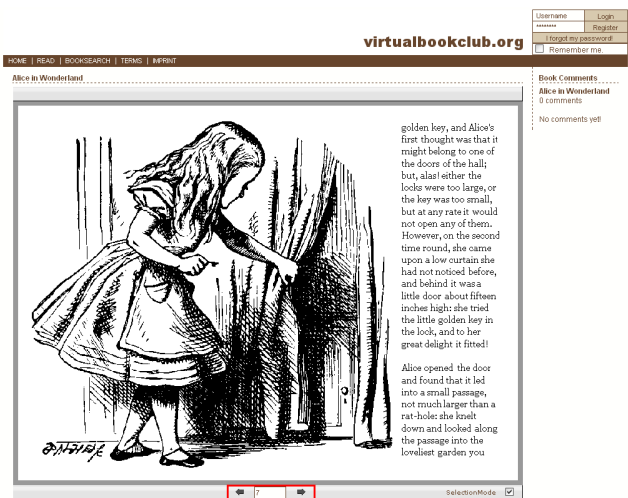 Username
Login
********
Register
I forgot my password!
Remember me.
virtualbookclub.org
HOME | READ | BOOKSEARCH | TERMS | IMPRINT
Alice in Wonderland
golden key, and Alice's
first thought was that it
might belong to one of
the doors of the hall;
but, alas! either the
locks were too large, or
the key was too small,
but at any rate it would
not open any of them.
However, on the second
time round, she came
upon a low curtain she
had not noticed before,
and behind it was a
little door about fifteen
inches high: she tried
the little golden key in
the lock, and to her
great delight it fitted!
Alice opened the door
and found that it led
into a small passage,
not much larger than a
rat-hole: she knelt
down and looked along
the passage into the
loveliest garden you
7
SelectionMode
Book Comments
Alice in Wonderland
0 comments
No comments yet!